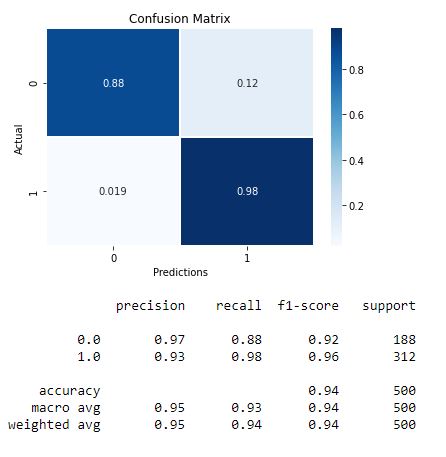 Confusion Matrix
0.88 0.12
0.019 0.98
Actual
0
1
0 1
Predictions
0.8
0.6
0.4
0.2
precision recall f1-score support
0.0 0.97 0.88 0.92 188
1.0 0.93 0.98 0.96 312
accuracy 0.94 500
macro avg 0.95 0.93 0.94 500
weighted avg 0.95 0.94 0.94 500